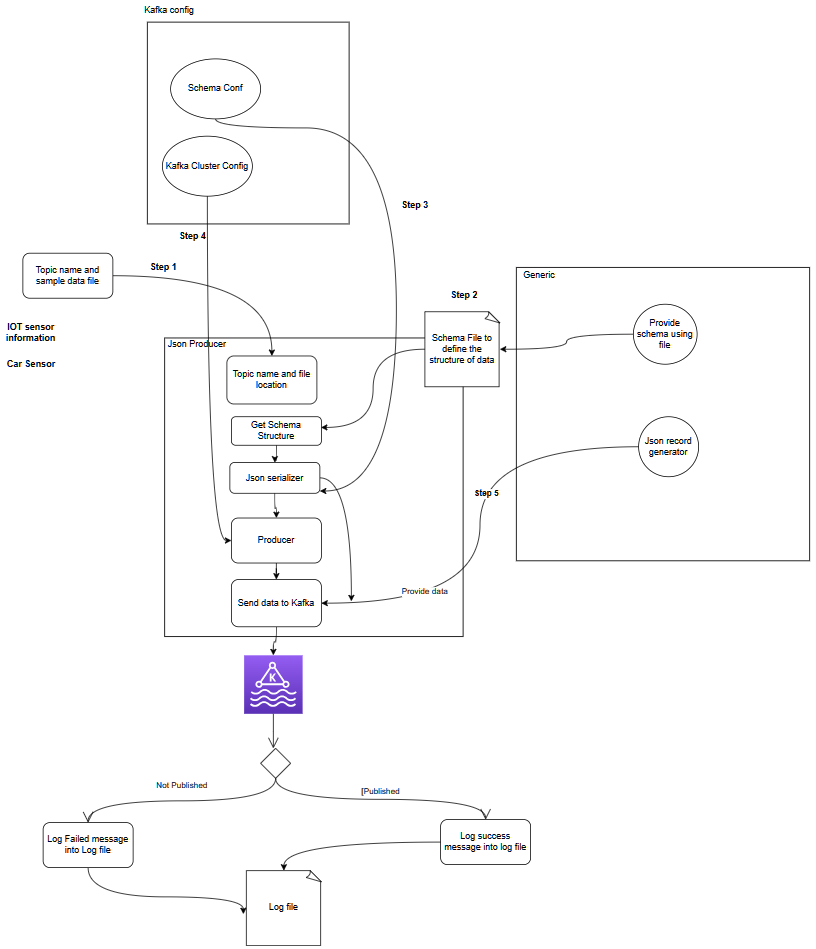 Kafka config
Schema Conf
Kafka Cluster Config
Step 3
Step 4
Topic name and
sample data file
Step 1
Generic
Step 2
IOT sensor
information
Car Sensor
Json Producer
Schema File to
define the
structure of data
Provide
schema using
file
Topic name and file
location
Get Schema
Structure
Json record
generator
Json serializer
Step 5
Producer
Provide data
Send data to Kafka
K
Not Published
[Published
Log Failed message
into Log file
Log success
message into log file
Log file